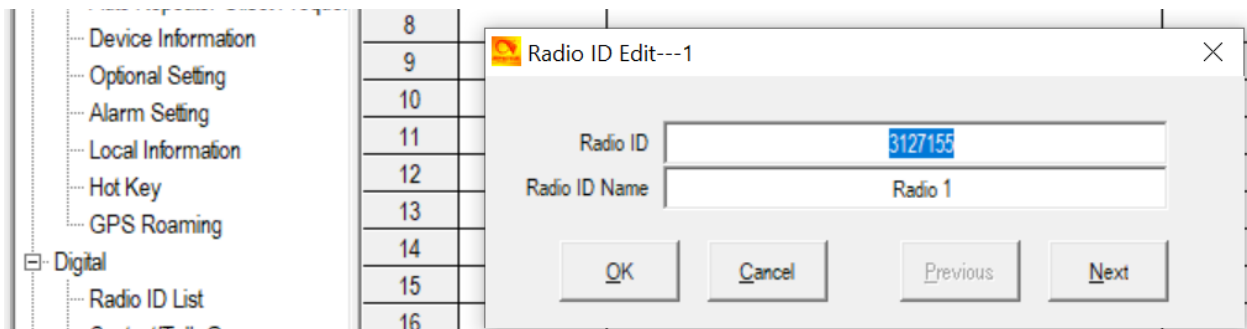 Device Information
Optional Setting
Alarm Setting
Local Information
Hot Key
GPS Roaming
Digital
Radio ID List
8
9
10
11
12
13
14
15
16
Radio ID Edit---1
Radio ID
3127155
Radio ID Name
Radio 1
OK
Cancel
Previous
Next